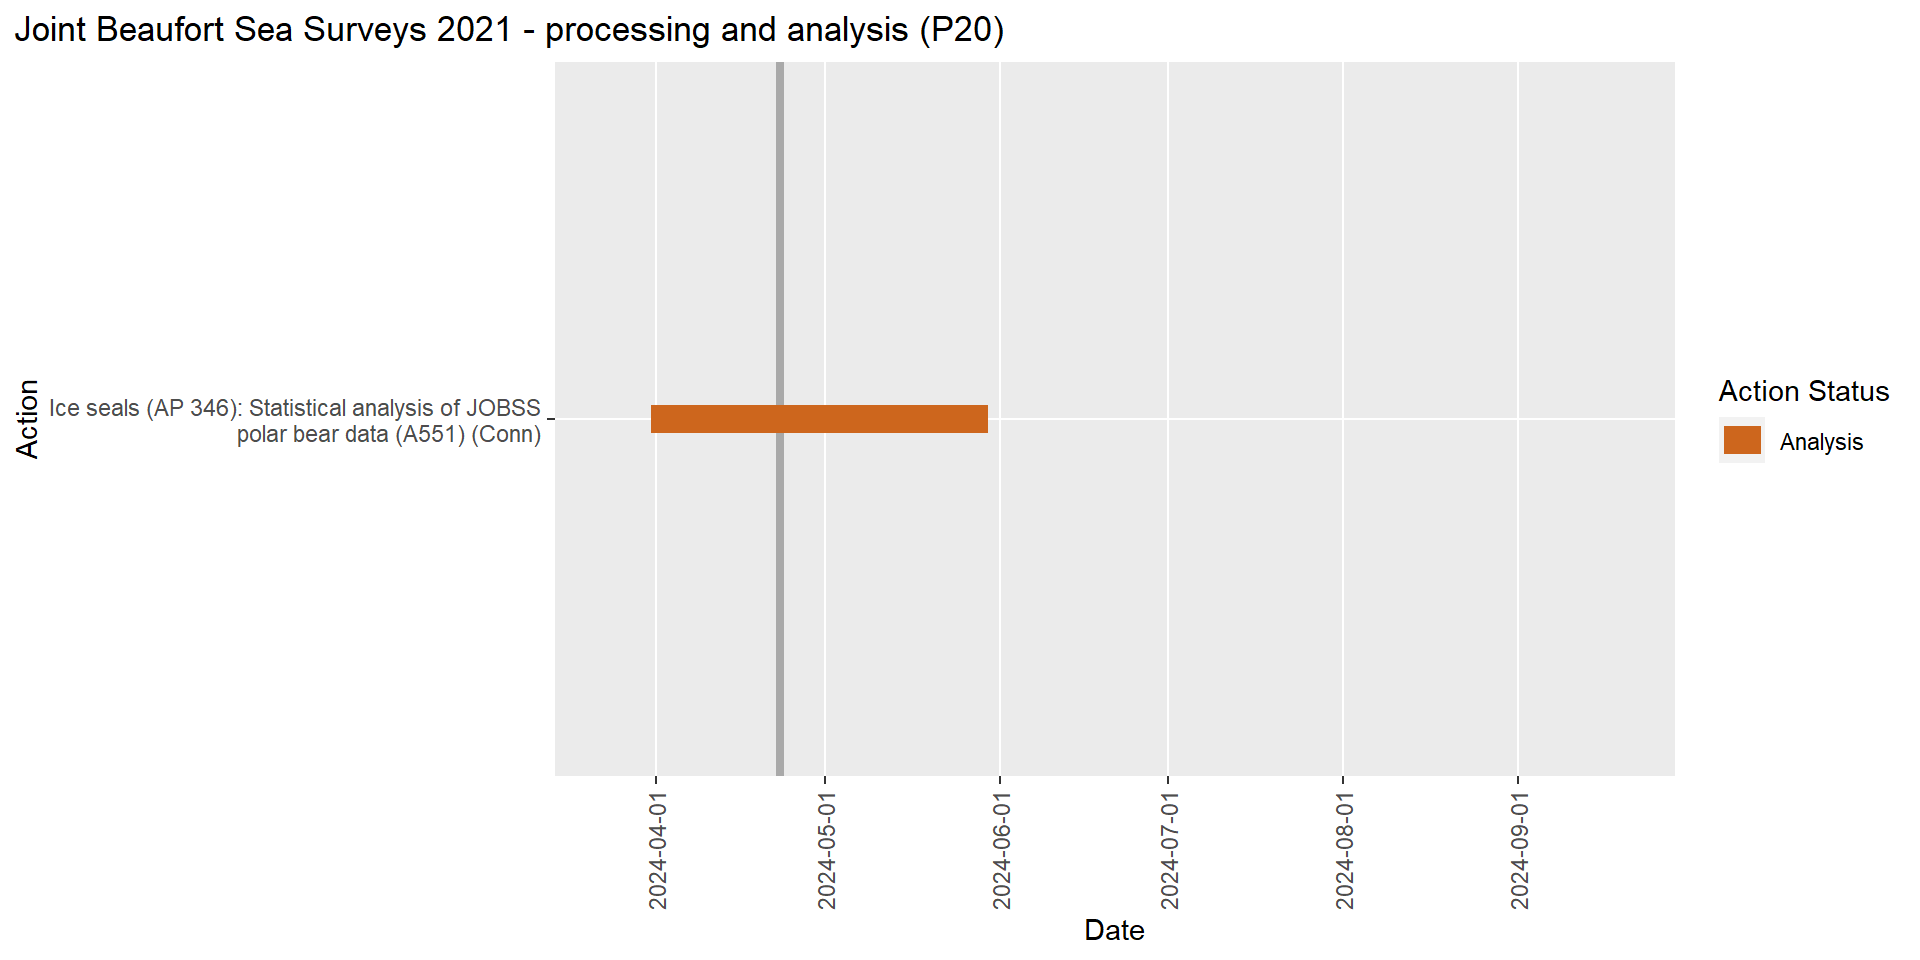 Joint Beaufort Sea Surveys 2021 - processing and analysis (P20)
Action
Ice seals (AP 346): Statistical analysis of JOBSS
polar bear data (A551) (Conn)
2024-04-01
2024-05-01
2024-06-01
2024-07-01
2024-08-01
2024-09-01
Date
Action Status
Analysis